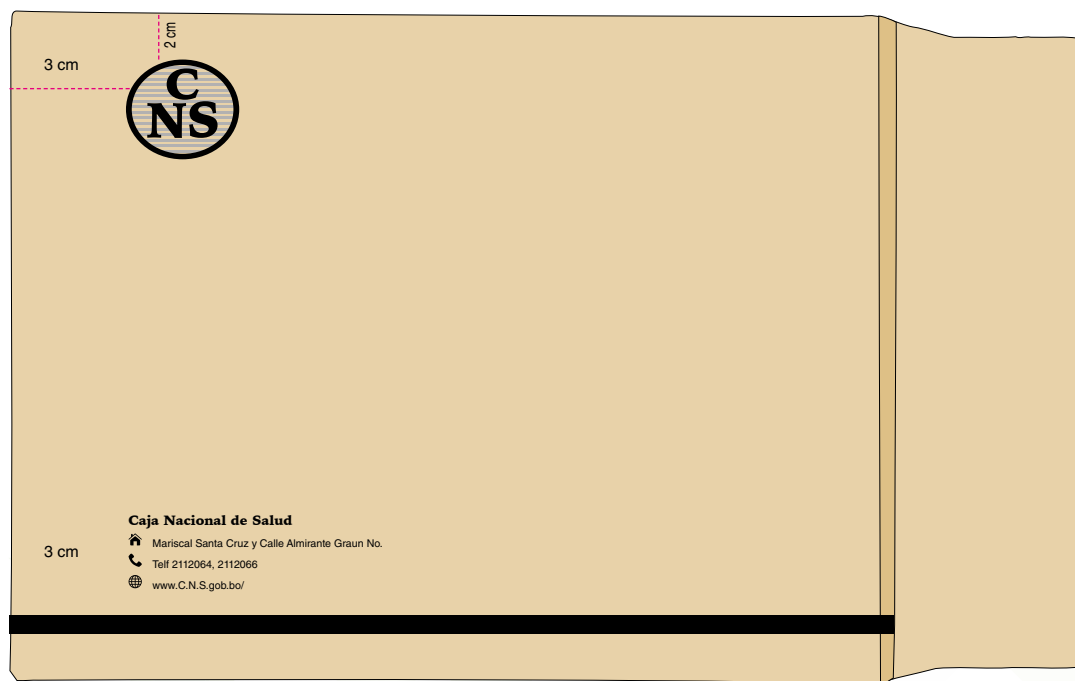 2 cm
3 cm
C
NS
Caja Nacional de Salud
Mariscal Santa Cruz y Calle Almirante Graun No.
3 cm
Telf 2112064, 2112066
www.C.N.S.gob.bo/